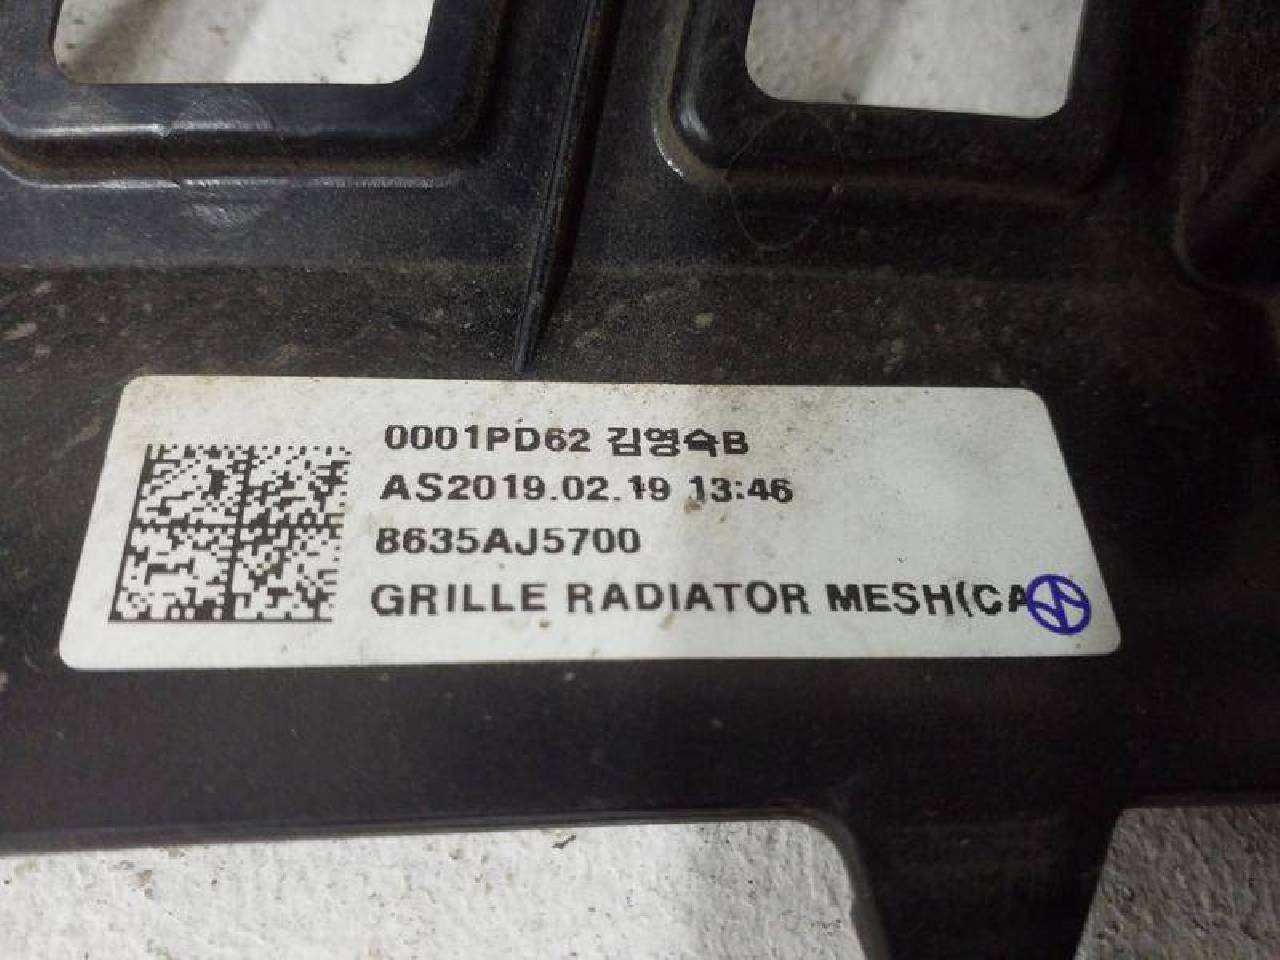 0001PD62 김영숙B
AS2019.02.19 13:46
8635AJ5700
GRILLE RADIATOR MESH(CA